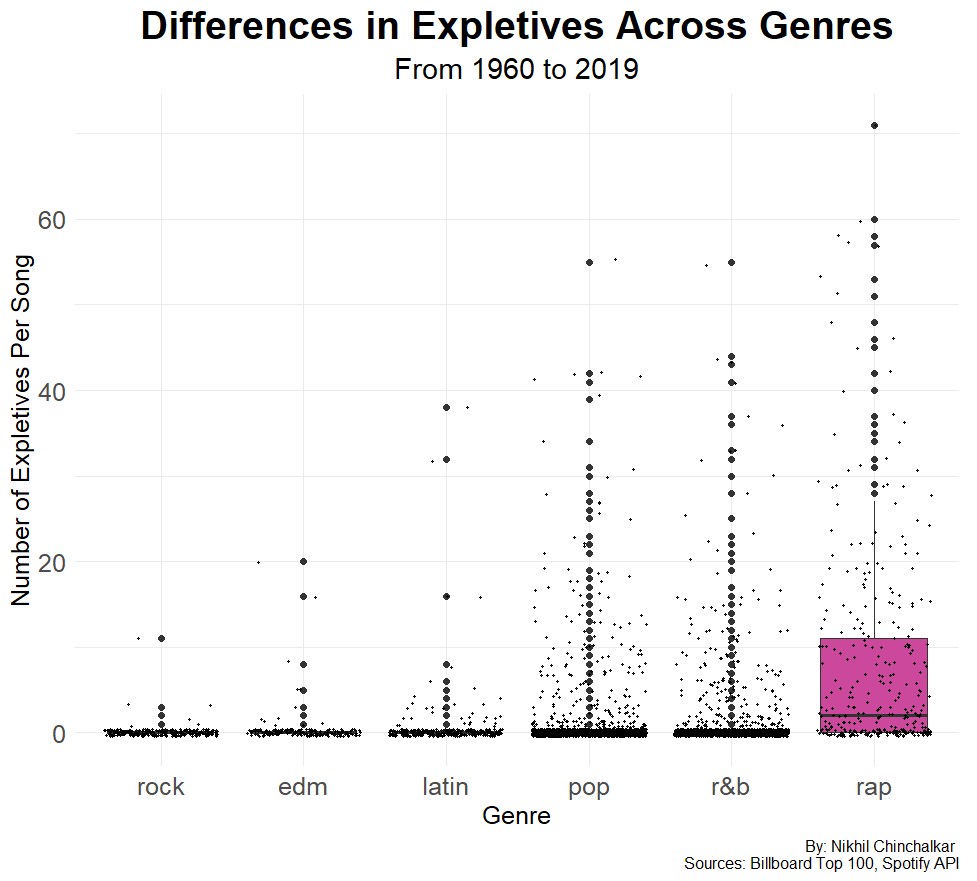 Differences in Expletives Across Genres
From 1960 to 2019
Number of Expletives Per Song
60
40
20
0
rock edm latin pop r&b rap
Genre
By: Nikhil Chinchalkar
Sources: Billboard Top 100, Spotify API